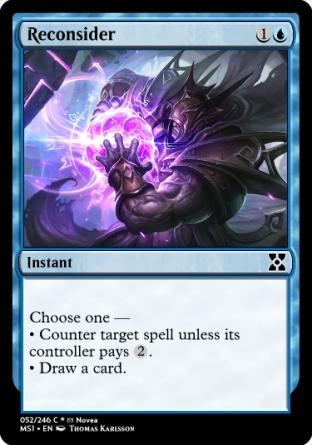 Reconsider 1
Instant
Choose one —
• Counter target spell unless its
controller pays 2.
• Draw a card.
052/246 C * Novea
MS1 • EN Thomas Karlsson